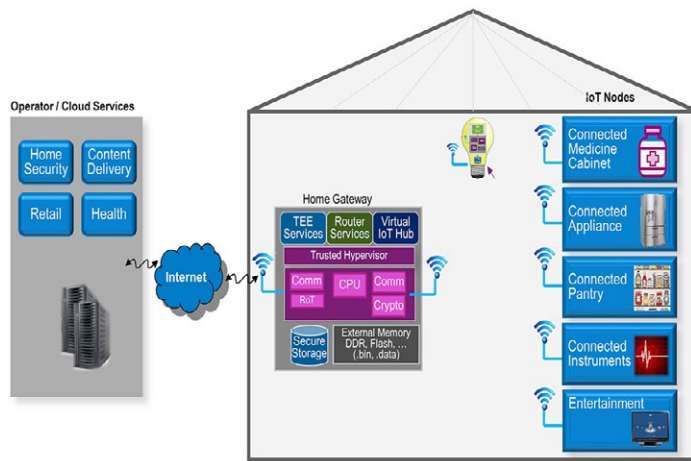 Operator / Cloud Services
Home
Security
Content
Delivery
Retail
Health
Internet
Home Gateway
TEE
Services
Router
Services
Virtual
IoT Hub
Trusted Hypervisor
Comm
RoT
CPU
Comm
Crypto
Secure
Storage
External Memory
DDR, Flash, ...
(.bin, .data)
IoT Nodes
Connected
Medicine
Cabinet
Connected
Appliance
Connected
Pantry
Connected
Instruments
Entertainment